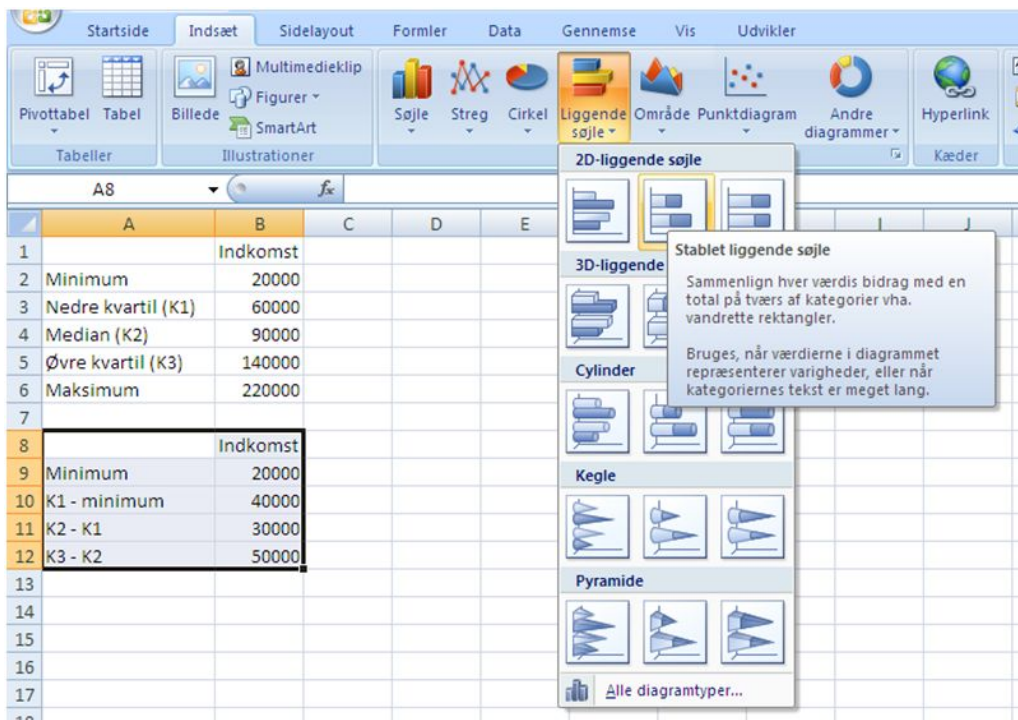 Startside Indsæt Sidelayout Formler Data Gennemse Vis Udvikler
Pivottabel Tabel
Tabeller
Billede
Multimedieklip
Figurer
SmartArt
Illustrationer
Søjle Streg Cirkel Liggende søjle Område Punktdiagram Andre diagrammer
Hyperlink
Kæder
A8 fx
A B C D E I J
1 Indkomst
2 Minimum 20000
3 Nedre kvartil (K1) 60000
4 Median (K2) 90000
5 Øvre kvartil (K3) 140000
6 Maksimum 220000
7
8 Indkomst
9 Minimum 20000
10 K1 - minimum 40000
11 K2 - K1 30000
12 K3 - K2 50000
13
14
15
16
17
18
2D-liggende søjle
3D-liggende
Cylinder
Kegle
Pyramide
Alle diagramtyper...
Stablet liggende søjle
Sammenlign hver værdis bidrag med en
total på tværs af kategorier vha.
vandrette rektangler.
Bruges, når værdierne i diagrammet
repræsenterer varigheder, eller når
kategoriernes tekst er meget lang.